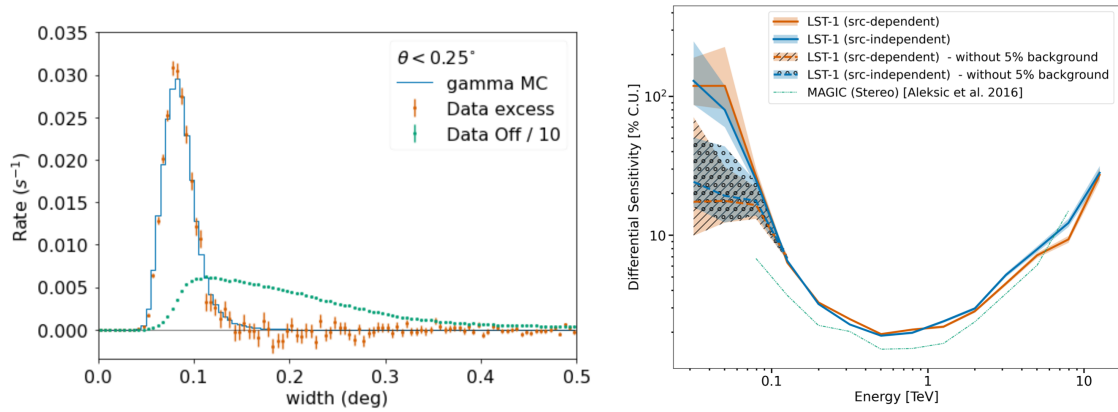 0.035
0.030
0.025
0.020
0.015
0.010
0.005
0.000
Rate (s⁻¹)
θ < 0.25°
gamma MC
Data excess
Data Off / 10
0.0 0.1 0.2 0.3 0.4 0.5
width (deg)
LST-1 (src-dependent)
LST-1 (src-independent)
LST-1 (src-dependent) - without 5% background
LST-1 (src-independent) - without 5% background
MAGIC (Stereo) [Aleksic et al. 2016]
Differential Sensitivity [% C.U.]
10²
10
0.1 1 10
Energy [TeV]